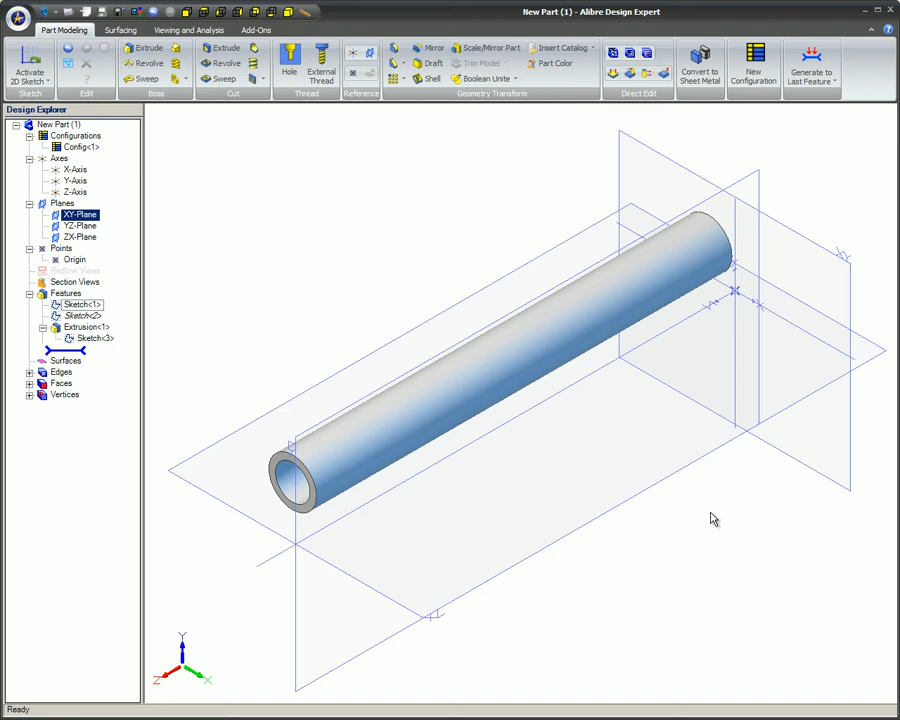 New Part (1) - Alibre Design Expert
Part Modeling
Surfacing
Viewing and Analysis
Add-Ons
Activate
2D Sketch
Sketch
Edit
Extrude
Revolve
Sweep
Boss
Extrude
Revolve
Sweep
Cut
Hole
External
Thread
Thread
Reference
Mirror
Draft
Shell
Scale/Mirror Part
Trim Model
Boolean Unite
Insert Catalog
Part Color
Geometry Transform
Direct Edit
Convert to
Sheet Metal
New
Configuration
Generate to
Last Feature
Design Explorer
New Part (1)
Configurations
Config<1>
Axes
X-Axis
Y-Axis
Z-Axis
Planes
XY-Plane
YZ-Plane
ZX-Plane
Points
Origin
Redline Views
Section Views
Features
Sketch<1>
Sketch<2>
Extrusion<1>
Sketch<3>
Surfaces
Edges
Faces
Vertices
Y
Z
X
Ready